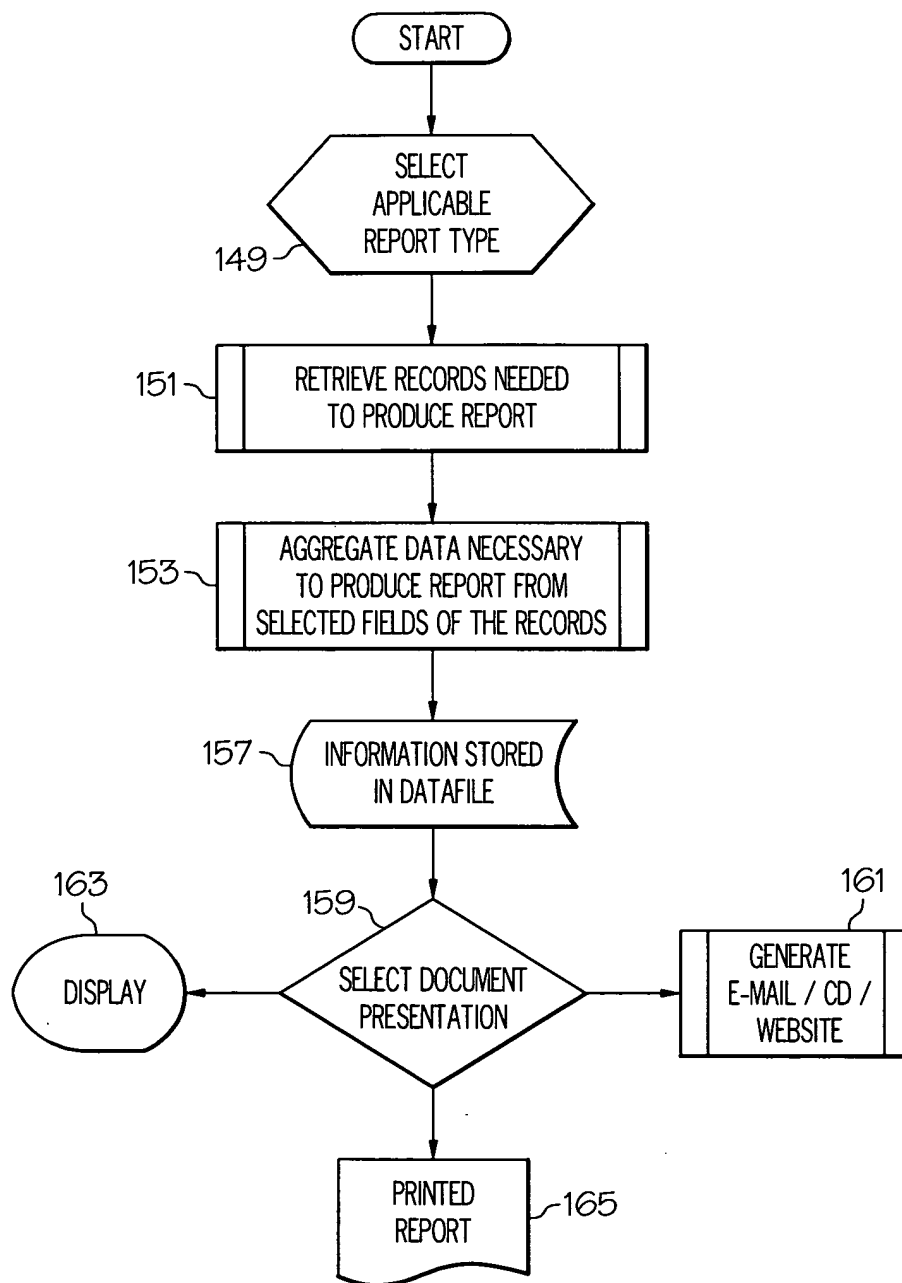 START
SELECT
APPLICABLE
REPORT TYPE
149
151
RETRIEVE RECORDS NEEDED
TO PRODUCE REPORT
153
AGGREGATE DATA NECESSARY
TO PRODUCE REPORT FROM
SELECTED FIELDS OF THE RECORDS
157
INFORMATION STORED
IN DATAFILE
163
DISPLAY
159
SELECT DOCUMENT
PRESENTATION
161
GENERATE
E-MAIL / CD /
WEBSITE
PRINTED
REPORT
165